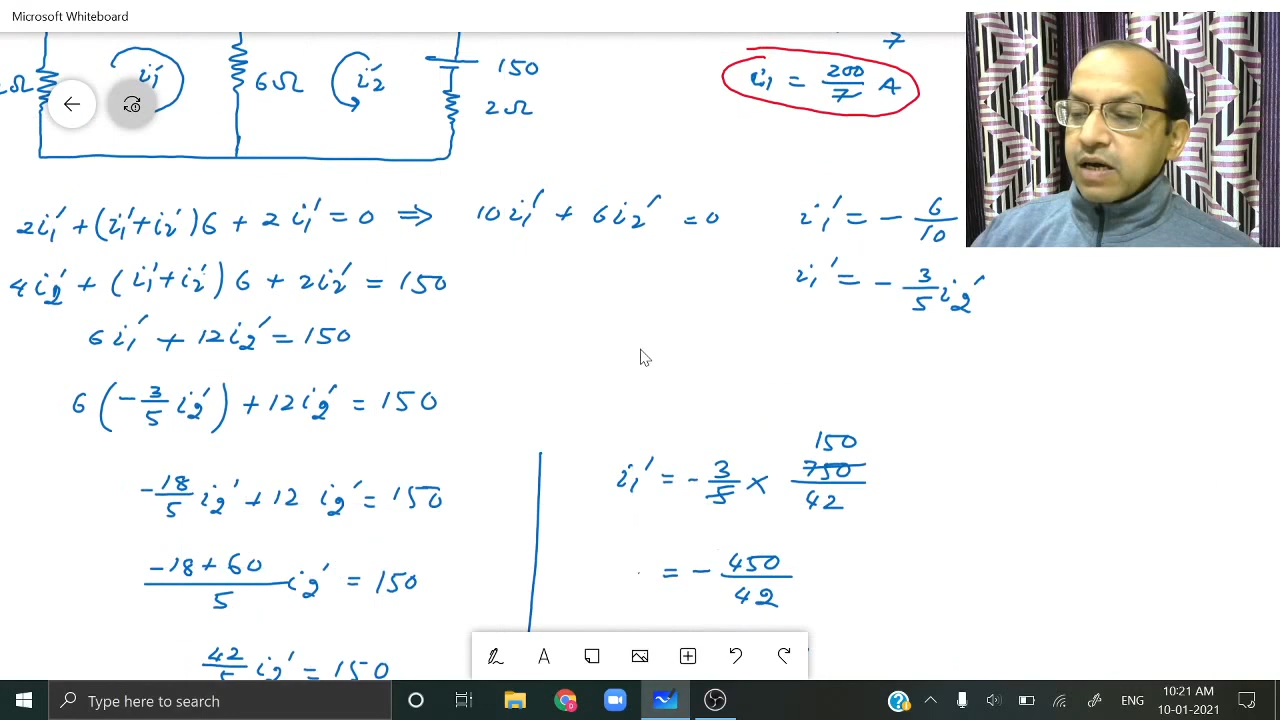 Microsoft Whiteboard
Ω
i₁′
6Ω
i₂′
150
2Ω
7
i₁ = 200/7 A
2i₁′ + (i₁′+i₂′)6 + 2i₁′ = 0 ⇒ 10i₁′ + 6i₂′ = 0
i₁′ = - 6/10
4i₂′ + (i₁′+i₂′)6 + 2i₂′ = 150
i₁′ = - 3/5 i₂′
6i₁′ + 12i₂′ = 150
6(-3/5 i₂′) + 12i₂′ = 150
150
i₁′ = - 3/5 × 750/42
-18/5 i₂′ + 12 i₂′ = 150
= - 450/42
-18+60/5 i₂′ = 150
42/5 i₂′ = 150
A
Type here to search
ENG
10:21 AM
10-01-2021